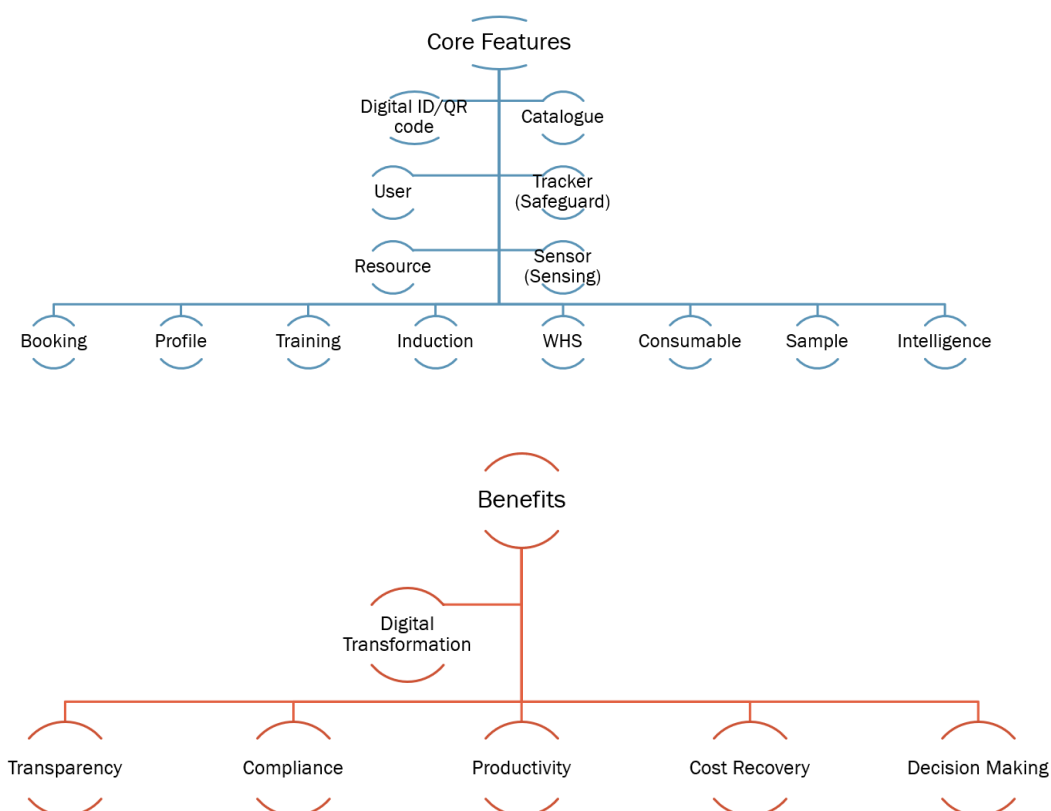 Core Features
Digital ID/QR
code
Catalogue
User
Tracker
(Safeguard)
Resource
Sensor
(Sensing)
Booking
Profile
Training
Induction
WHS
Consumable
Sample
Intelligence
Benefits
Digital
Transformation
Transparency
Compliance
Productivity
Cost Recovery
Decision Making